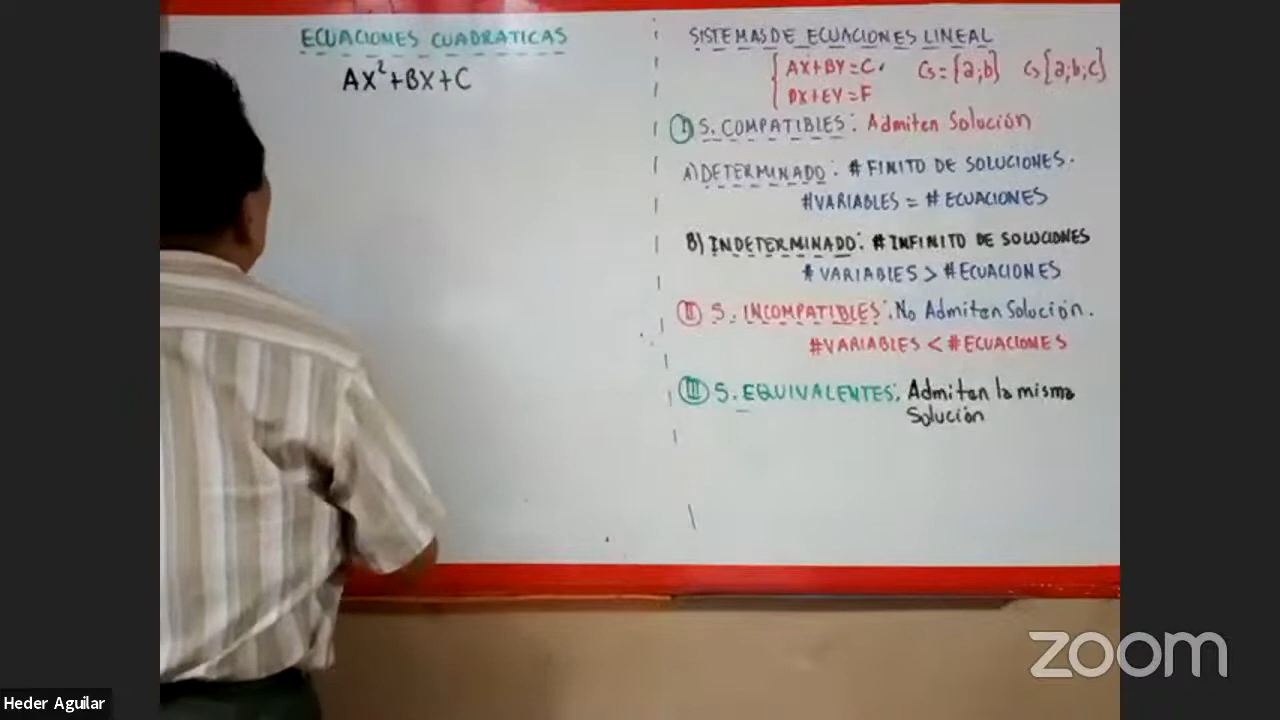 ECUACIONES CUADRATICAS
AX²+BX+C
SISTEMAS DE ECUACIONES LINEAL
AX+BY=C Cs={a;b} Cs{a;b;c}
DX+EY=F
I S. COMPATIBLES: Admiten Solución
A) DETERMINADO: # FINITO DE SOLUCIONES.
#VARIABLES = # ECUACIONES
B) INDETERMINADO: # INFINITO DE SOLUCIONES
# VARIABLES > #ECUACIONES
II S. INCOMPATIBLES: No Admiten Solución.
#VARIABLES < #ECUACIONES
III S. EQUIVALENTES: Admiten la misma
Solución
zoom
Heder Aguilar